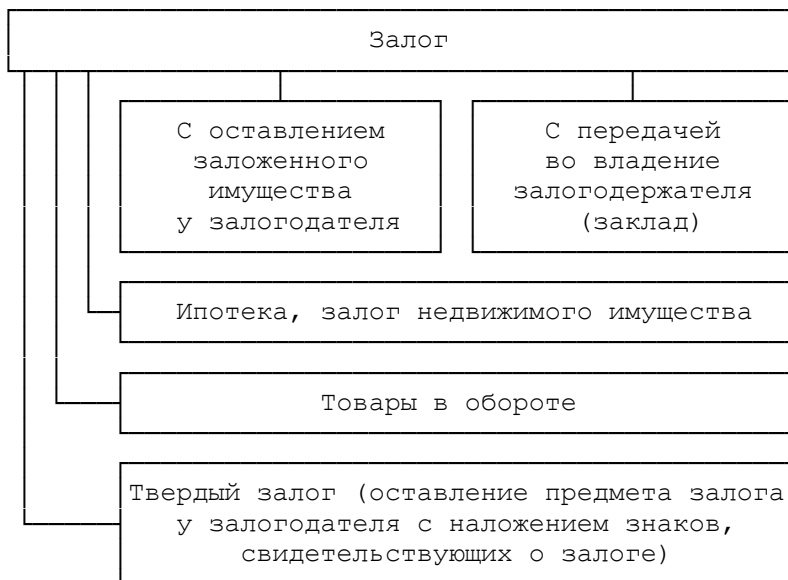 Залог
С оставлением
заложенного
имущества
у залогодателя
С передачей
во владение
залогодержателя
(заклад)
Ипотека, залог недвижимого имущества
Товары в обороте
Твердый залог (оставление предмета залога
у залогодателя с наложением знаков,
свидетельствующих о залоге)